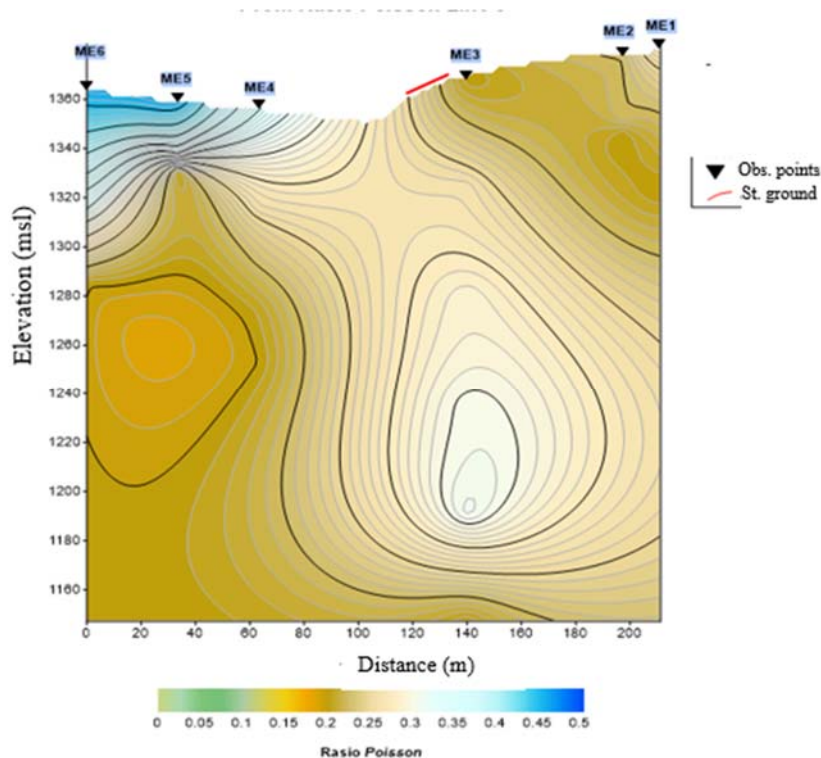 ME6
ME5
ME4
ME3
ME2
ME1
1360
1340
1320
1300
1280
1260
1240
1220
1200
1180
1160
Elevation (msl)
0 20 40 60 80 100 120 140 160 180 200
Distance (m)
Obs. points
St. ground
0 0.05 0.1 0.15 0.2 0.25 0.3 0.35 0.4 0.45 0.5
Rasio Poisson